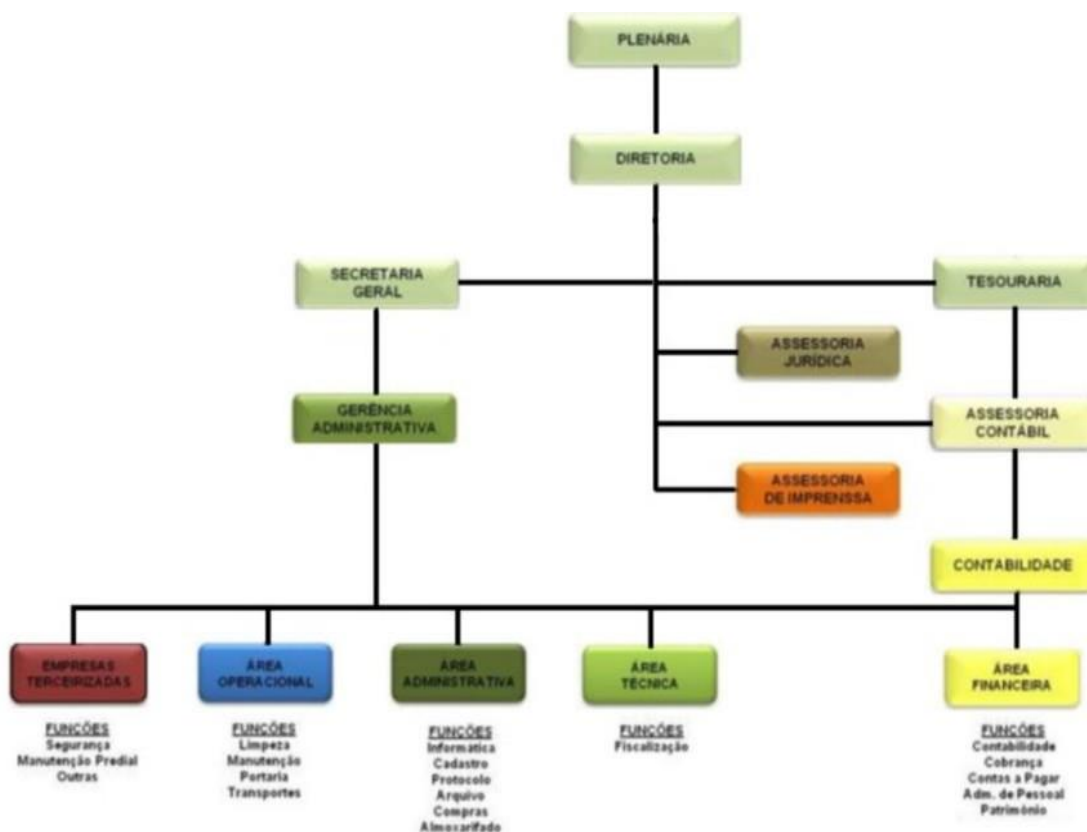 PLENÁRIA
DIRETORIA
SECRETARIA
GERAL
TESOURARIA
ASSESSORIA
JURÍDICA
GERÊNCIA
ADMINISTRATIVA
ASSESSORIA
CONTÁBIL
ASSESSORIA
DE IMPRENSSA
CONTABILIDADE
EMPRESAS
TERCEIRIZADAS
ÁREA
OPERACIONAL
ÁREA
ADMINISTRATIVA
ÁREA
TÉCNICA
ÁREA
FINANCEIRA
FUNÇÕES
Segurança
Manutenção Predial
Outras
FUNÇÕES
Limpeza
Manutenção
Portaria
Transportes
FUNÇÕES
Informática
Cadastro
Protocolo
Arquivo
Compras
Almoxarifado
FUNÇÕES
Fiscalização
FUNÇÕES
Contabilidade
Cobrança
Contas a Pagar
Adm. de Pessoal
Patrimônio